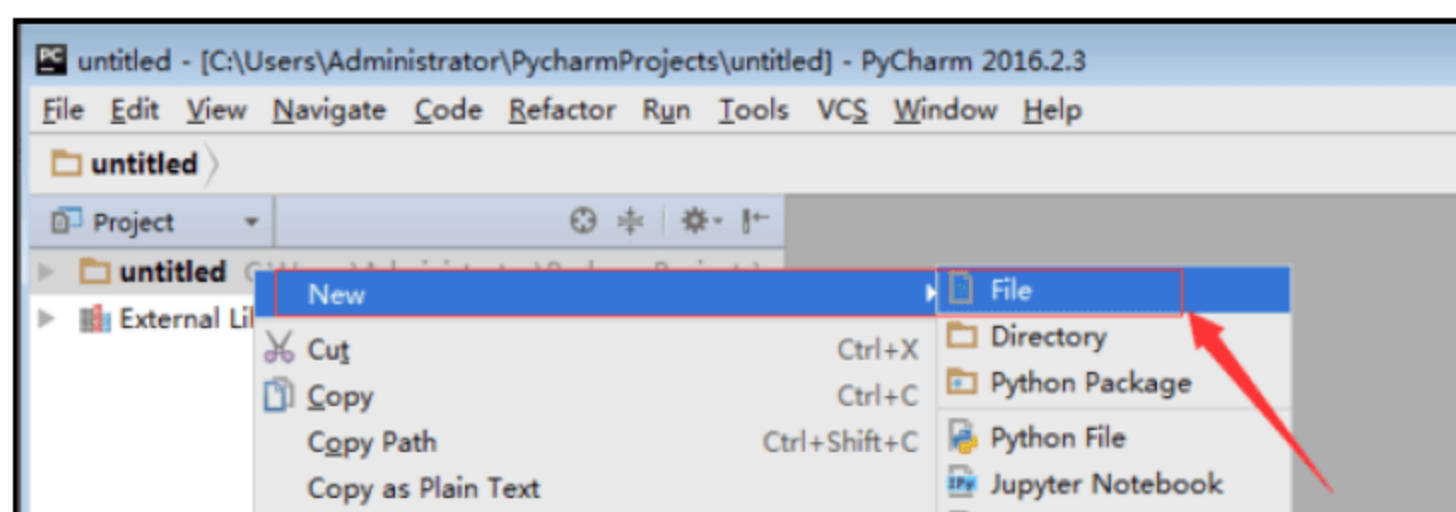 PC untitled - [C:\Users\Administrator\PycharmProjects\untitled] - PyCharm 2016.2.3
File Edit View Navigate Code Refactor Run Tools VCS Window Help
untitled
Project
untitled
External Li
New
File
Cut Ctrl+X
Copy Ctrl+C
Copy Path Ctrl+Shift+C
Copy as Plain Text
Directory
Python Package
Python File
IPy Jupyter Notebook